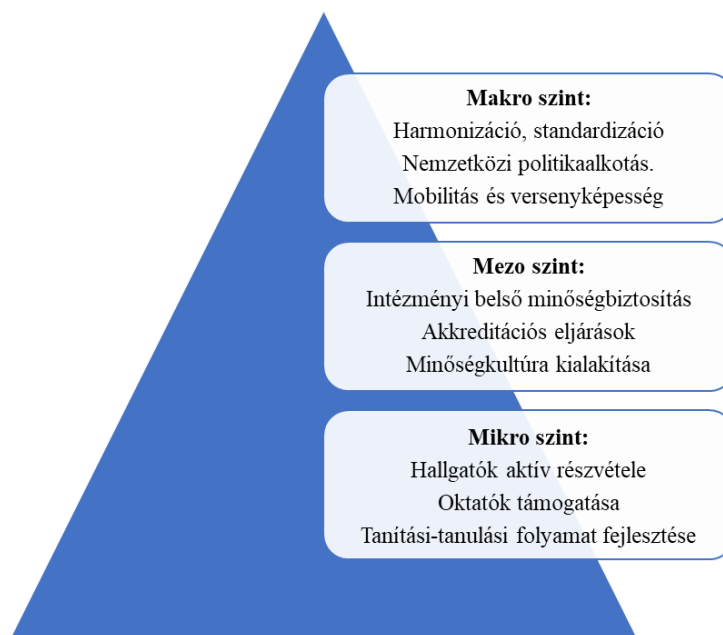 Makro szint:
Harmonizáció, standardizáció
Nemzetközi politikaalkotás.
Mobilitás és versenyképesség
Mezo szint:
Intézményi belső minőségbiztosítás
Akkreditációs eljárások
Minőségkultúra kialakítása
Mikro szint:
Hallgatók aktív részvétele
Oktatók támogatása
Tanítási-tanulási folyamat fejlesztése